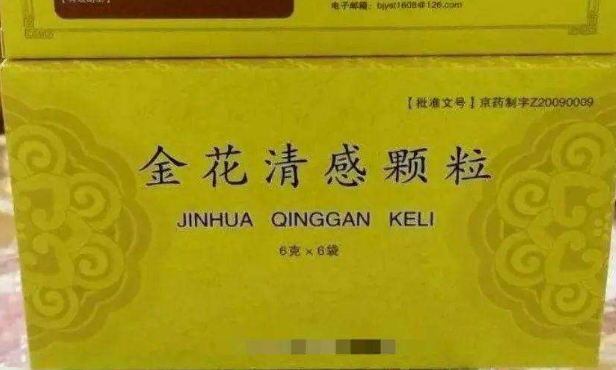 电子邮箱：bjyst1608@126.com
【批准文号】京药制字Z20090009
金花清感颗粒
JINHUA QINGGAN KELI
6克×6袋